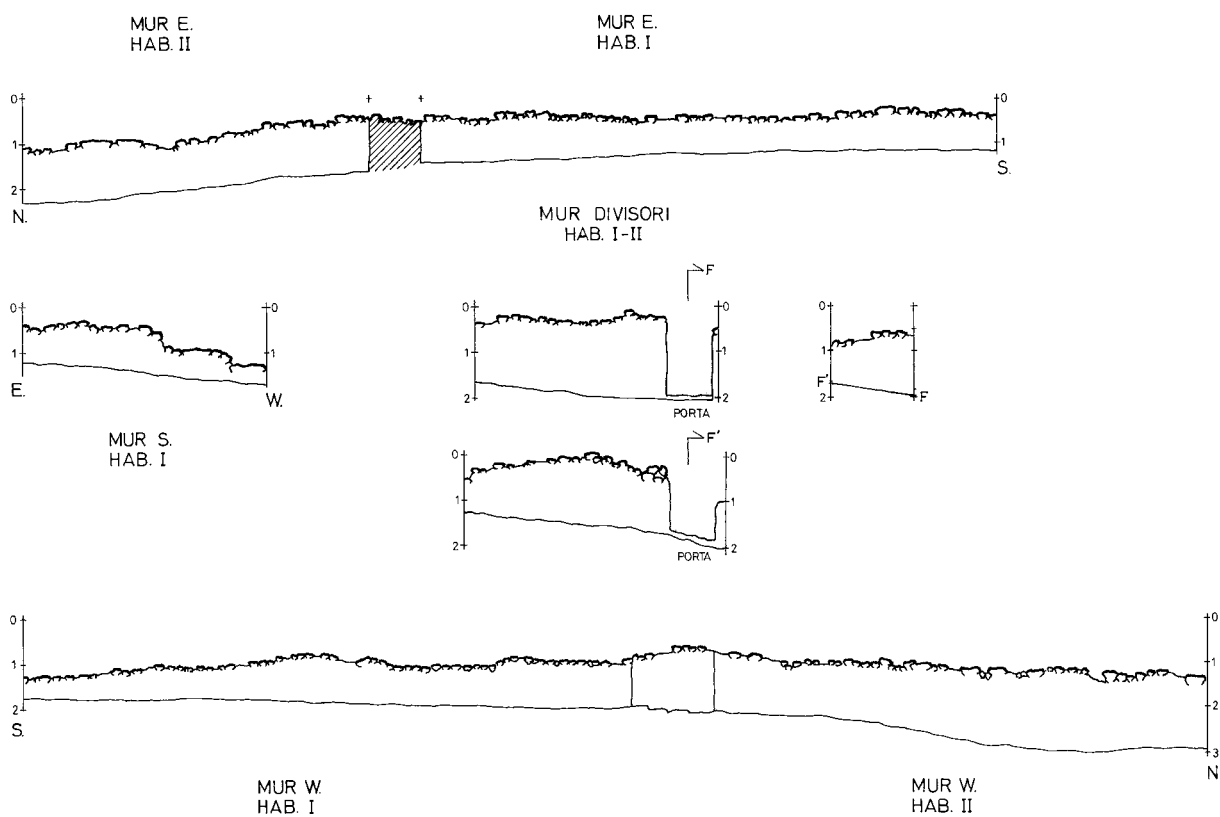 MUR E.
HAB. II
MUR E.
HAB. I
0
1
2
N.
0
1
S.
MUR DIVISORI
HAB. I-II
0
1
E.
0
1
W.
MUR S.
HAB. I
F
0
1
2
0
1
2
PORTA
0
1
F'
2
F
F'
0
1
2
0
1
2
PORTA
0
1
2
S.
0
1
2
3
N
MUR W.
HAB. I
MUR W.
HAB. II